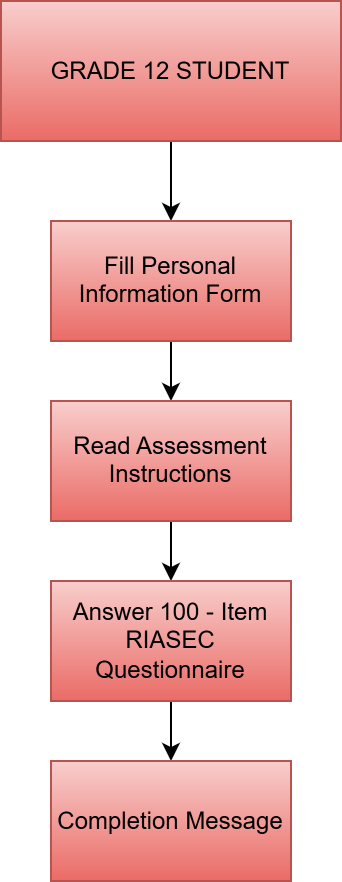 GRADE 12 STUDENT
Fill Personal
Information Form
Read Assessment
Instructions
Answer 100 - Item
RIASEC
Questionnaire
Completion Message